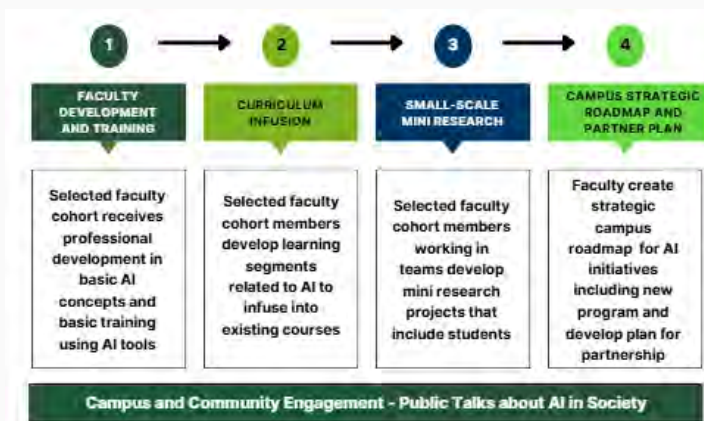 1
2
3
4
FACULTY
DEVELOPMENT
AND TRAINING
CURRICULUM
INFUSION
SMALL-SCALE
MINI RESEARCH
CAMPUS STRATEGIC
ROADMAP AND
PARTNER PLAN
Selected faculty
cohort receives
professional
development in
basic AI
concepts and
basic training
using AI tools
Selected faculty
cohort members
develop learning
segments
related to AI to
infuse into
existing courses
Selected faculty
cohort members
working in
teams develop
mini research
projects that
include students
Faculty create
strategic
campus
roadmap for AI
initiatives
including new
program and
develop plan for
partnership
Campus and Community Engagement - Public Talks about AI in Society